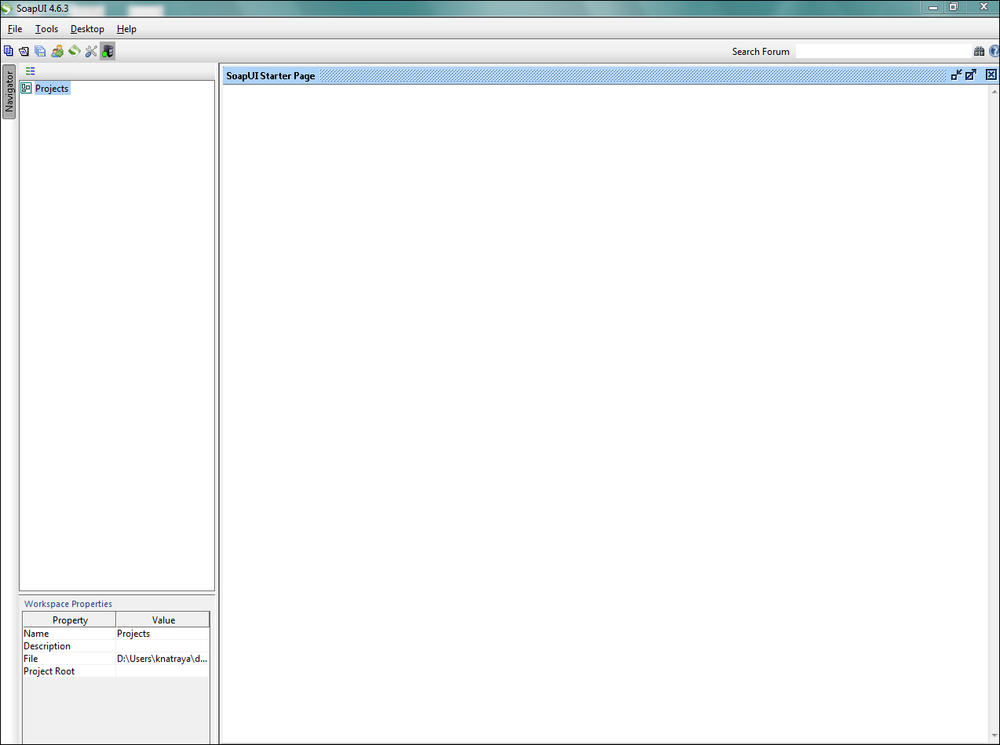 SoapUI 4.6.3
File Tools Desktop Help
Search Forum
Navigator
Projects
SoapUI Starter Page
Workspace Properties
Property Value
Name Projects
Description
File D:\Users\knatraya\d...
Project Root